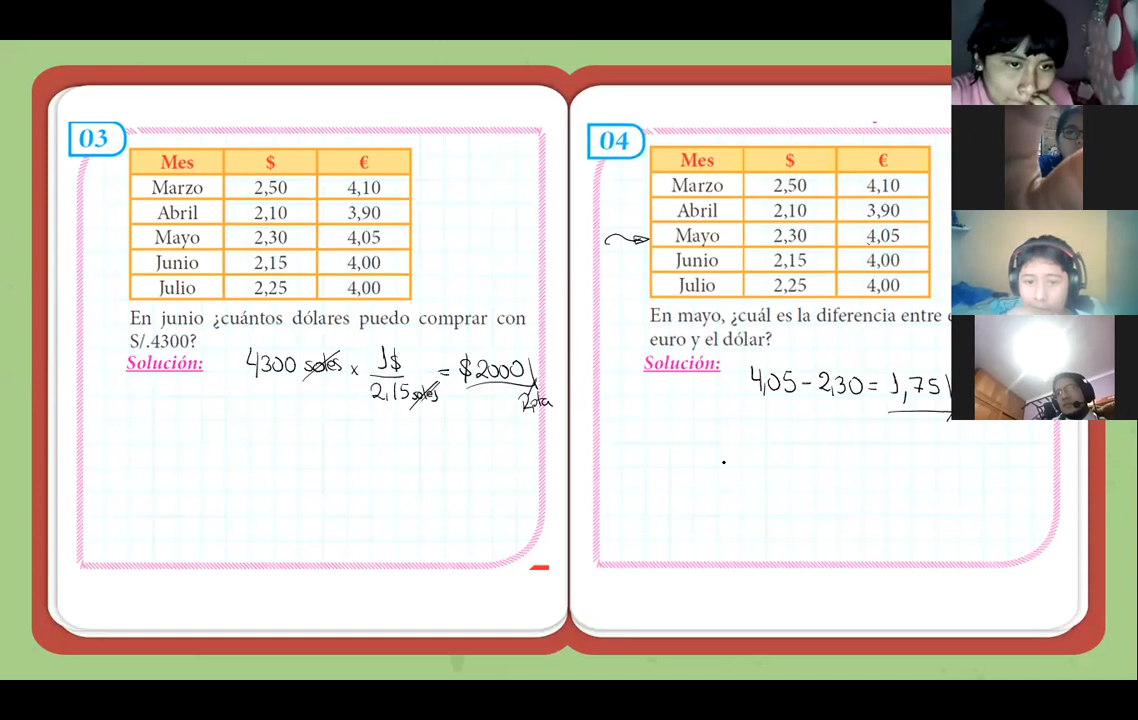 03
Mes $ €
Marzo 2,50 4,10
Abril 2,10 3,90
Mayo 2,30 4,05
Junio 2,15 4,00
Julio 2,25 4,00
En junio ¿cuántos dólares puedo comprar con
S/.4300?
Solución:
4300 soles x 1$ / 2,15 soles = $2000
Rpta
04
Mes $ €
Marzo 2,50 4,10
Abril 2,10 3,90
Mayo 2,30 4,05
Junio 2,15 4,00
Julio 2,25 4,00
En mayo, ¿cuál es la diferencia entre
euro y el dólar?
Solución:
4,05 - 2,30 = 1,75